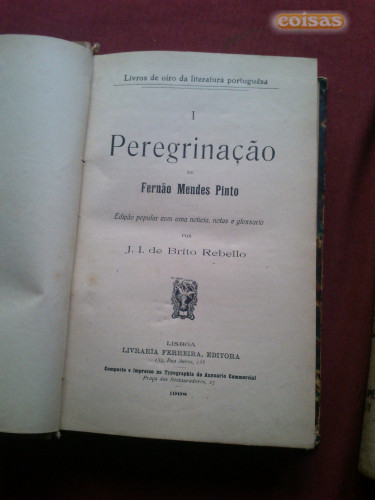 coisas
Livros de oiro da literatura portuguêsa
I
Peregrinação
DE
Fernão Mendes Pinto
Edição popular com uma noticia, notas e glossario
POR
J. I. de Brito Rebello
LISBOA
LIVRARIA FERREIRA, EDITORA
Rua Aurea,
Composto e impresso na Typographia do Annuario Commercial
Praça dos Restauradores, 27
1908